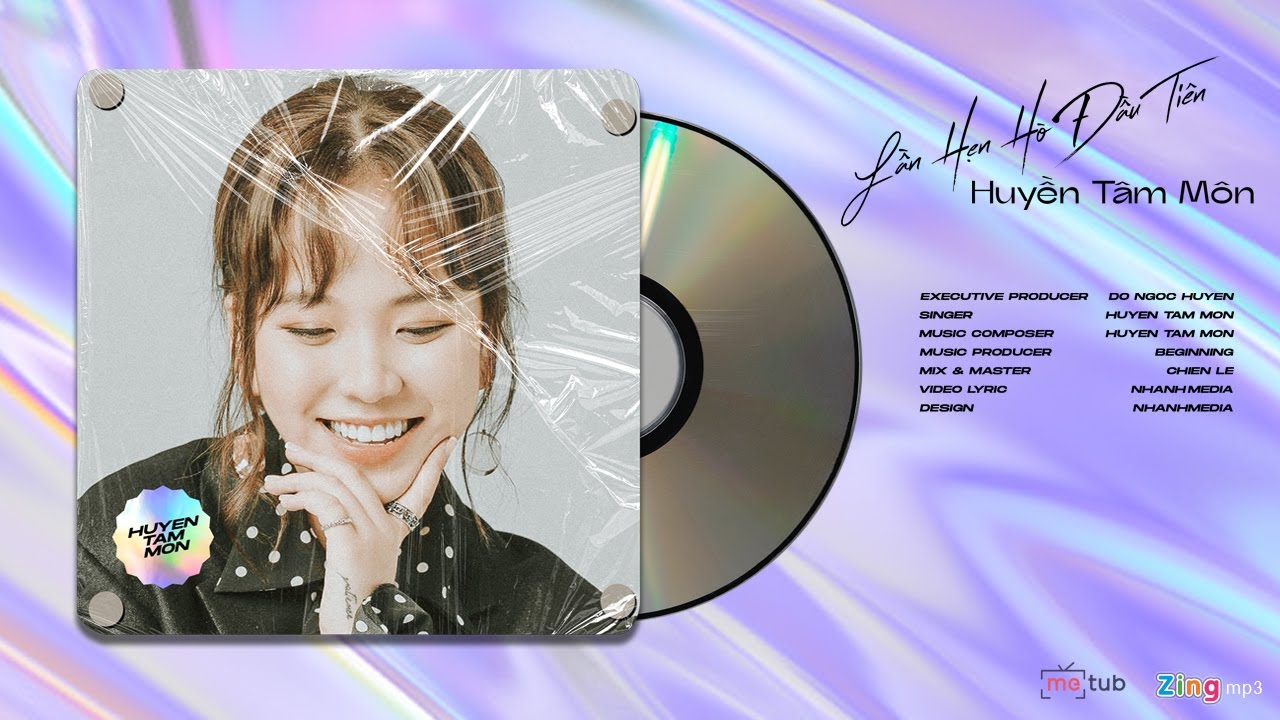 Lần Hẹn Hò Đầu Tiên
Huyền Tâm Môn
EXECUTIVE PRODUCER DO NGOC HUYEN
SINGER HUYEN TAM MON
MUSIC COMPOSER HUYEN TAM MON
MUSIC PRODUCER BEGINNING
MIX & MASTER CHIEN LE
VIDEO LYRIC NHANHMEDIA
DESIGN NHANHMEDIA
HUYEN
TAM
MON
metub
Zing mp3